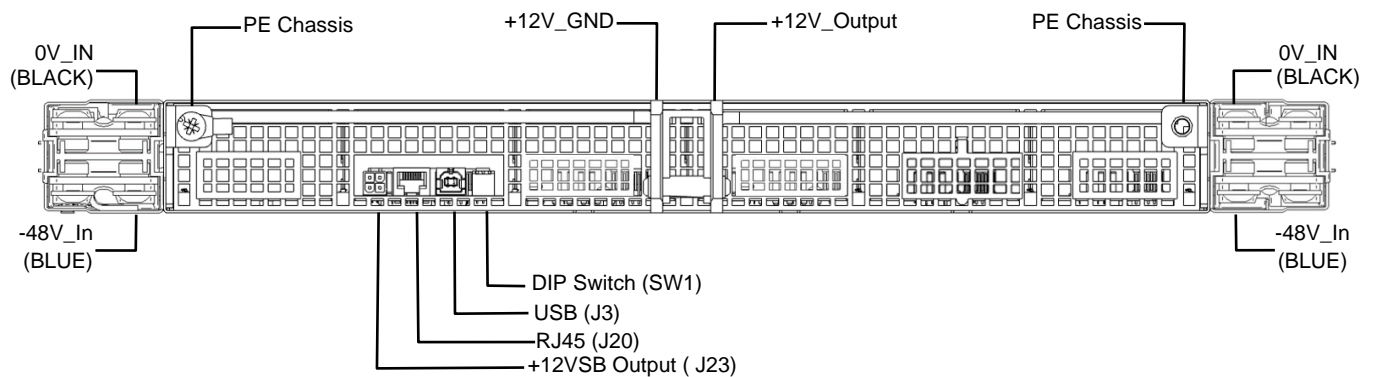 PE Chassis
+12V_GND
+12V_Output
PE Chassis
0V_IN
(BLACK)
0V_IN
(BLACK)
-48V_In
(BLUE)
-48V_In
(BLUE)
DIP Switch (SW1)
USB (J3)
RJ45 (J20)
+12VSB Output ( J23)